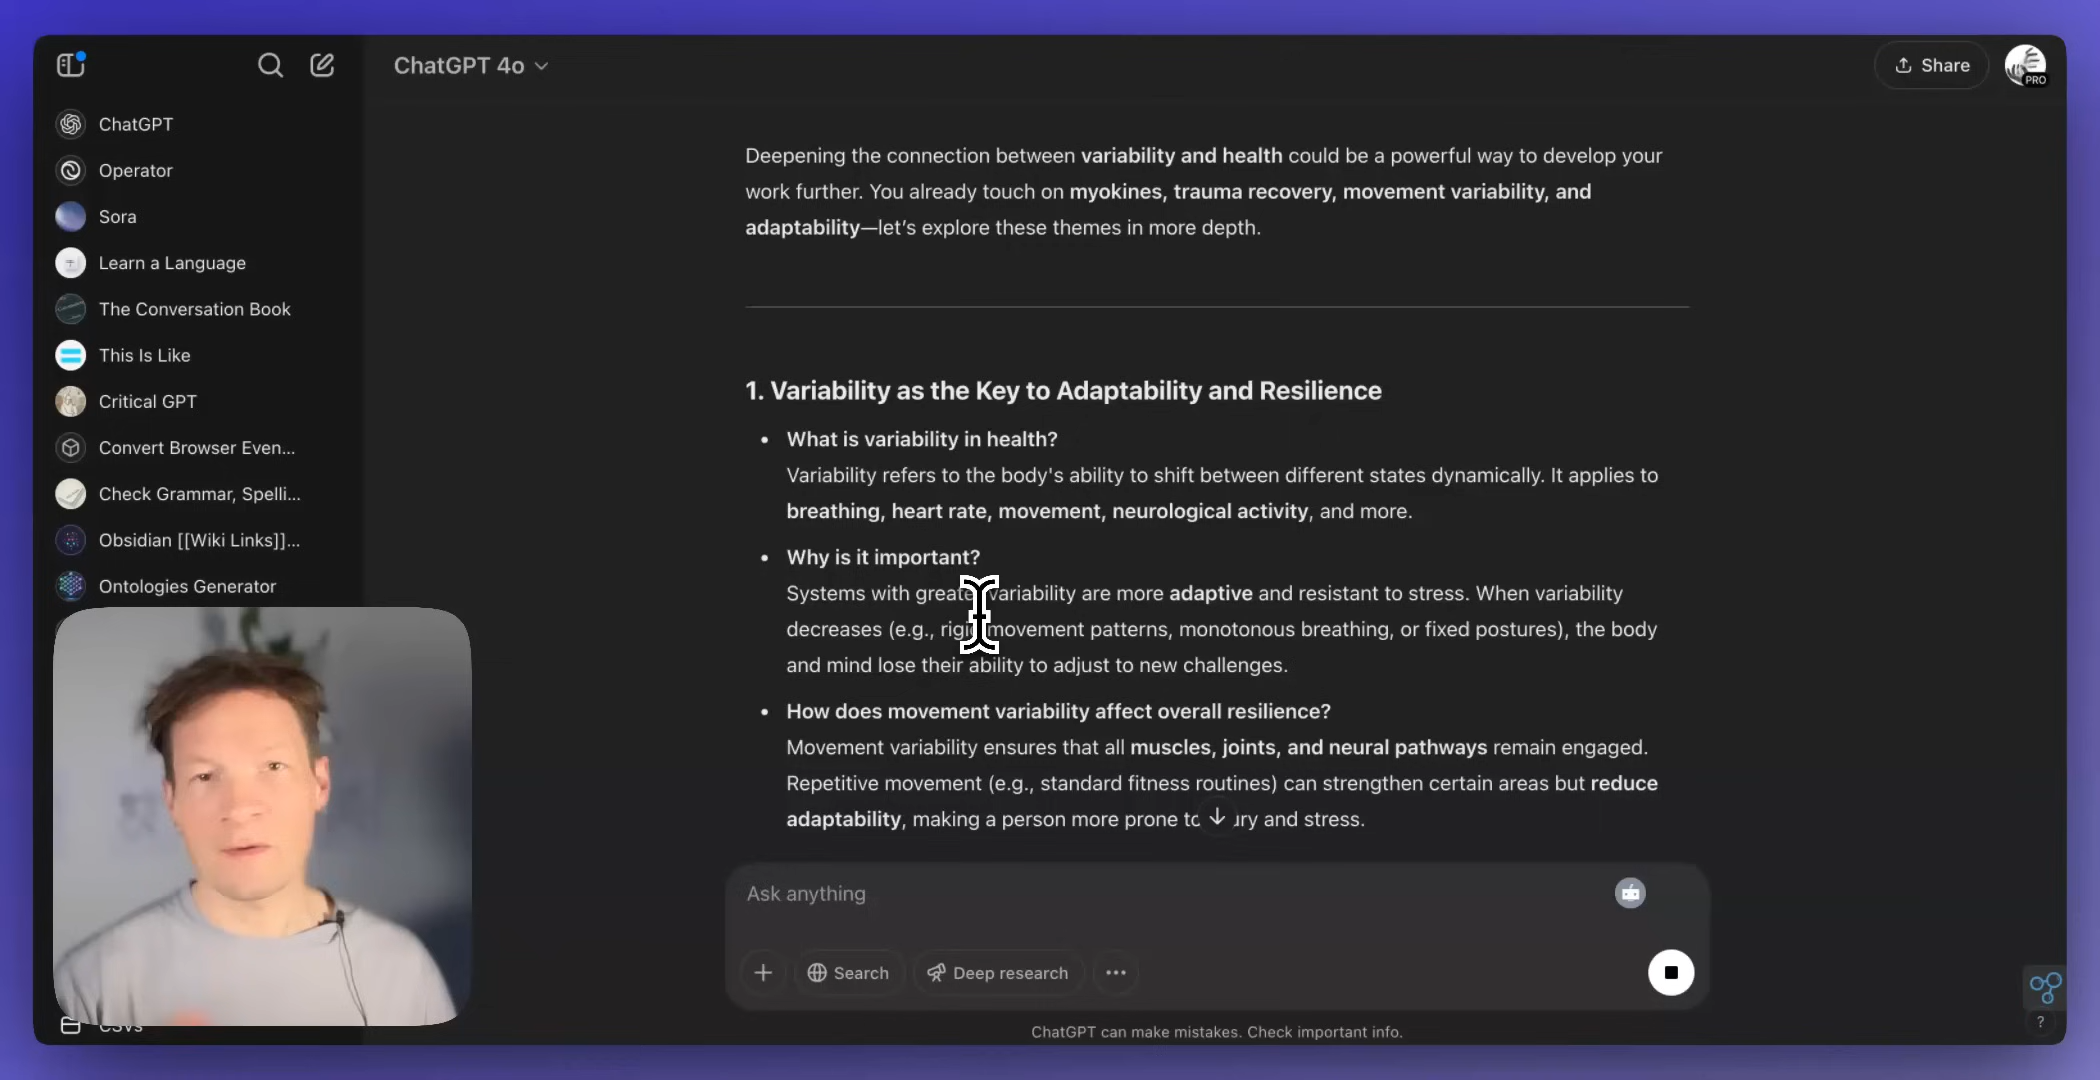 ChatGPT 4o
Share
PRO
ChatGPT
Operator
Sora
Learn a Language
The Conversation Book
This Is Like
Critical GPT
Convert Browser Even...
Check Grammar, Spelli...
Obsidian [[Wiki Links]]...
Ontologies Generator
CSVs
Deepening the connection between variability and health could be a powerful way to develop your
work further. You already touch on myokines, trauma recovery, movement variability, and
adaptability—let's explore these themes in more depth.
1. Variability as the Key to Adaptability and Resilience
• What is variability in health?
Variability refers to the body's ability to shift between different states dynamically. It applies to
breathing, heart rate, movement, neurological activity, and more.
• Why is it important?
Systems with greater variability are more adaptive and resistant to stress. When variability
decreases (e.g., rigid movement patterns, monotonous breathing, or fixed postures), the body
and mind lose their ability to adjust to new challenges.
• How does movement variability affect overall resilience?
Movement variability ensures that all muscles, joints, and neural pathways remain engaged.
Repetitive movement (e.g., standard fitness routines) can strengthen certain areas but reduce
adaptability, making a person more prone to injury and stress.
Ask anything
Search
Deep research
ChatGPT can make mistakes. Check important info.
?